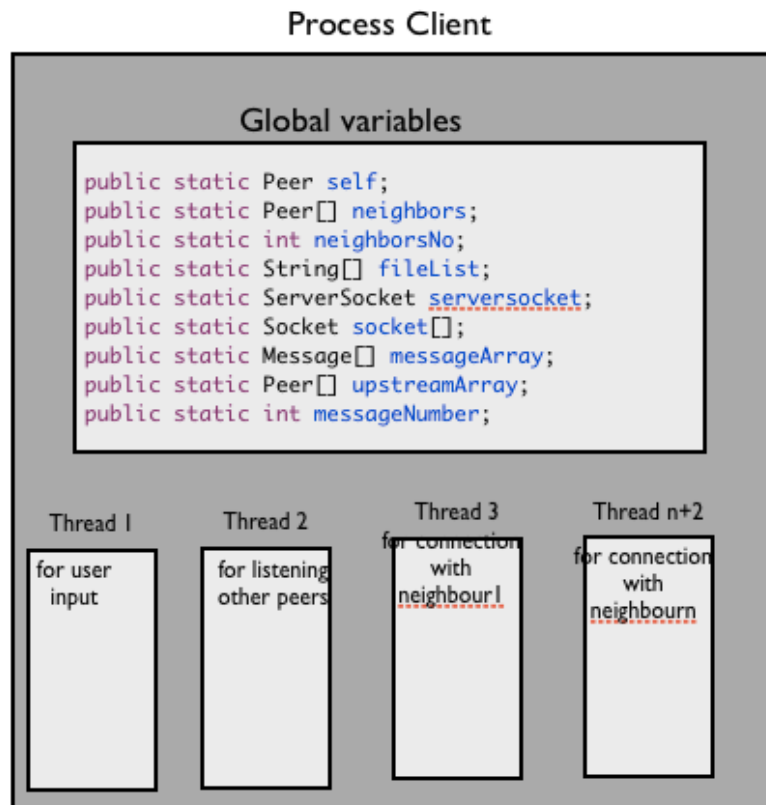 Process Client
Global variables
public static Peer self;
public static Peer[] neighbors;
public static int neighborsNo;
public static String[] fileList;
public static ServerSocket serversocket;
public static Socket socket[];
public static Message[] messageArray;
public static Peer[] upstreamArray;
public static int messageNumber;
Thread 1
for user
input
Thread 2
for listening
other peers
Thread 3
for connection
with
neighbour1
Thread n+2
for connection
with
neighbourn